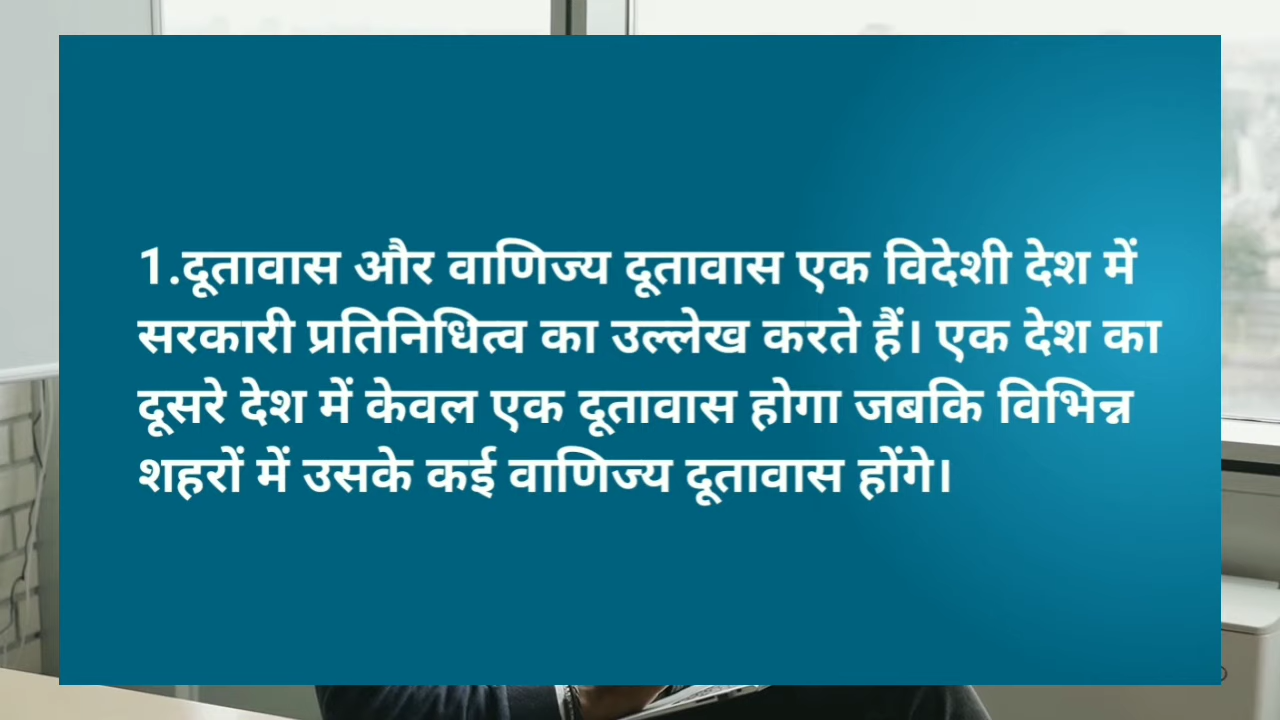 1.दूतावास और वाणिज्य दूतावास एक विदेशी देश में
सरकारी प्रतिनिधित्व का उल्लेख करते हैं। एक देश का
दूसरे देश में केवल एक दूतावास होगा जबकि विभिन्न
शहरों में उसके कई वाणिज्य दूतावास होंगे।